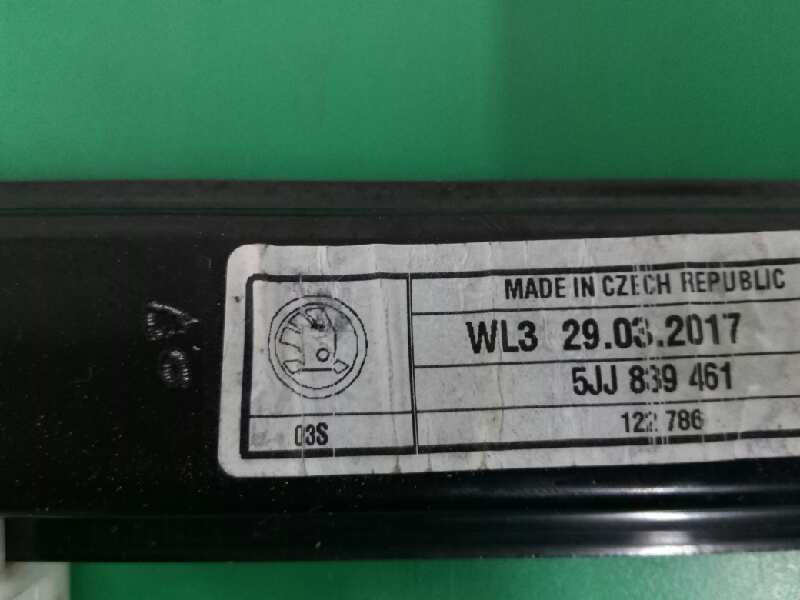 MADE IN CZECH REPUBLIC
WL3 29.03.2017
5JJ 839 461
03S
122 786